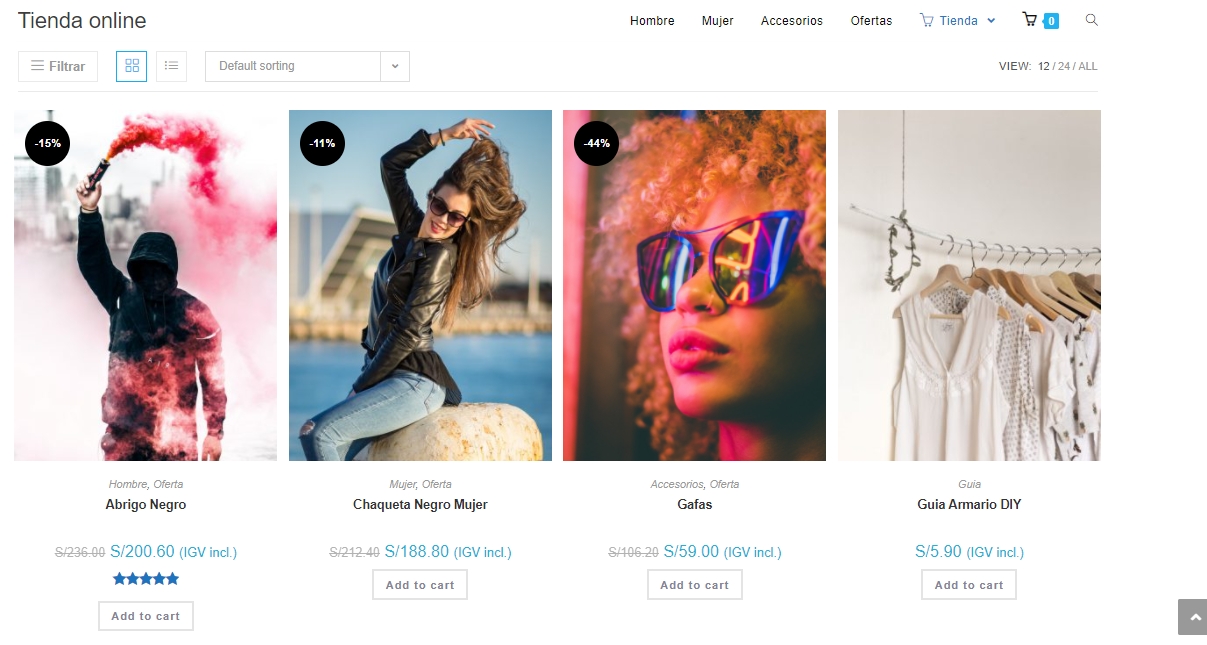 Tienda online
Hombre Mujer Accesorios Ofertas Tienda 0
Filtrar Default sorting VIEW: 12 / 24 / ALL
-15% -11% -44%
Hombre, Oferta
Abrigo Negro
S/236.00 S/200.60 (IGV incl.)
Add to cart
Mujer, Oferta
Chaqueta Negro Mujer
S/212.40 S/188.80 (IGV incl.)
Add to cart
Accesorios, Oferta
Gafas
S/106.20 S/59.00 (IGV incl.)
Add to cart
Guia
Guia Armario DIY
S/5.90 (IGV incl.)
Add to cart